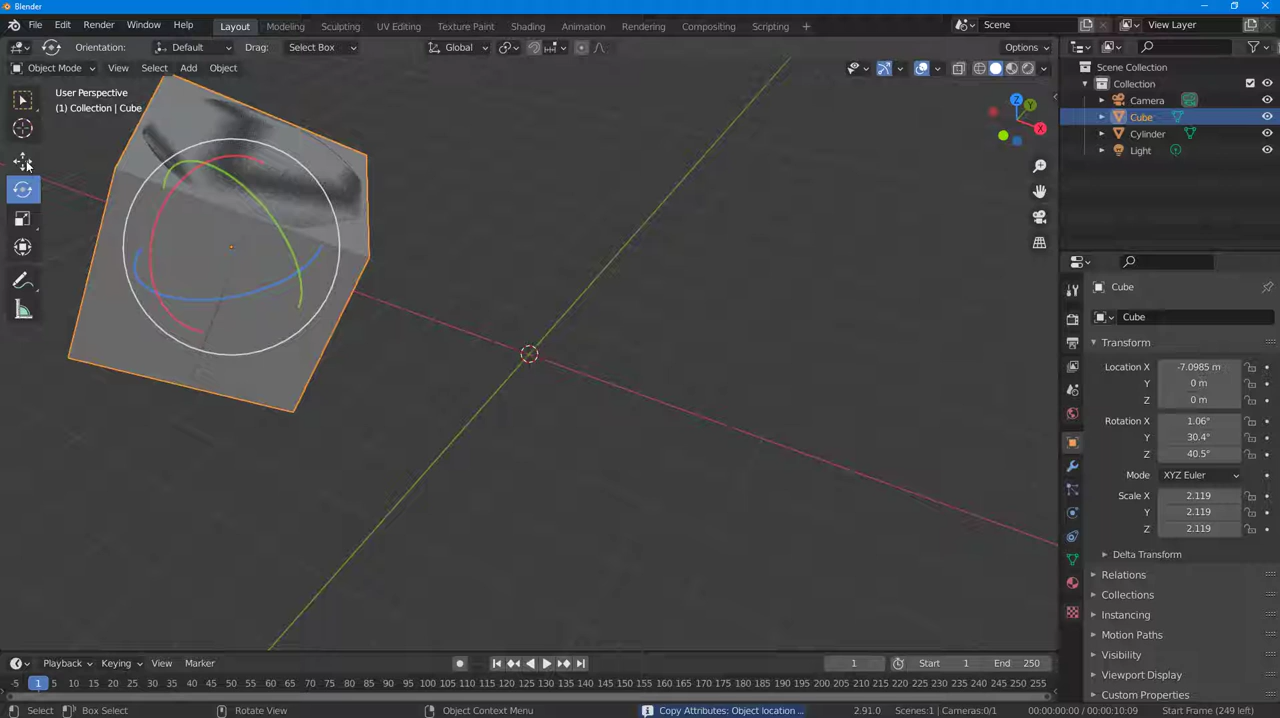 Blender
File Edit Render Window Help Layout Modeling Sculpting UV Editing Texture Paint Shading Animation Rendering Compositing Scripting Scene View Layer
Orientation: Default Drag: Select Box Global Options
Object Mode View Select Add Object
User Perspective
(1) Collection | Cube
Scene Collection
Collection
Camera
Cube
Cylinder
Light
Cube
Cube
Transform
Location X -7.0985 m
Y 0 m
Z 0 m
Rotation X 1.06°
Y 30.4°
Z 40.5°
Mode XYZ Euler
Scale X 2.119
Y 2.119
Z 2.119
Delta Transform
Relations
Collections
Instancing
Motion Paths
Visibility
Viewport Display
Custom Properties
X
Y
Z
Playback Keying View Marker 1 Start 1 End 250
-5 1 5 10 15 20 25 30 35 40 45 50 55 60 65 70 75 80 85 90 95 100 105 110 115 120 125 130 135 140 145 150 155 160 165 170 175 180 185 190 195 200 205 210 215 220 225 230 235 240 245 250 255
Select Box Select Rotate View Object Context Menu Copy Attributes: Object location ... 2.91.0 Scenes:1 | Cameras:0/1 00:00:00:00 / 00:00:10:09 Start Frame (249 left)